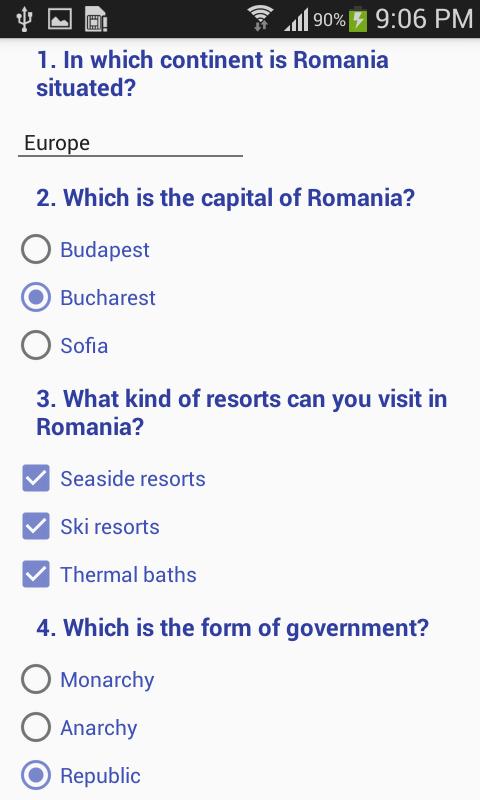 90% 9:06 PM
1. In which continent is Romania
situated?
Europe
2. Which is the capital of Romania?
Budapest
Bucharest
Sofia
3. What kind of resorts can you visit in
Romania?
Seaside resorts
Ski resorts
Thermal baths
4. Which is the form of government?
Monarchy
Anarchy
Republic